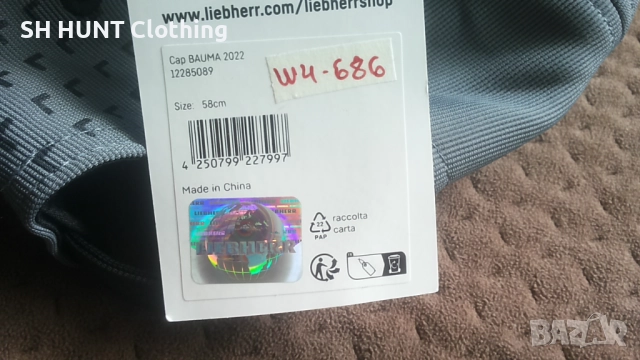 SH HUNT Clothing
www.liebherr.com/liebherrshop
Cap BAUMA 2022
12285089
W4-686
Size: 58cm
4 250799 227997
Made in China
LIEBHERR
raccolta
carta
22
PAP
BAZAR